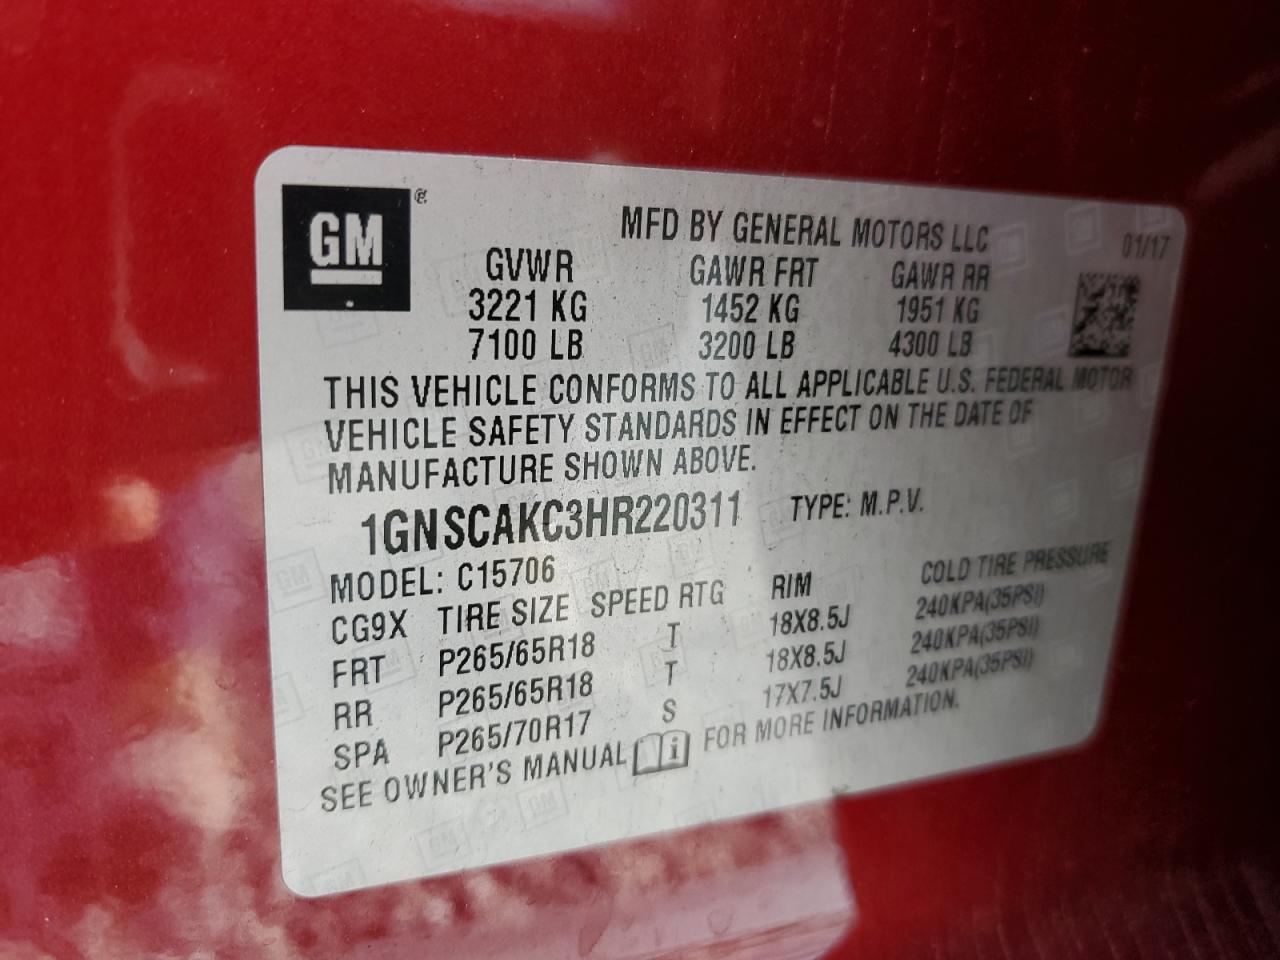 GM®
MFD BY GENERAL MOTORS LLC
01/17
GVWR GAWR FRT GAWR RR
3221 KG 1452 KG 1951 KG
7100 LB 3200 LB 4300 LB
THIS VEHICLE CONFORMS TO ALL APPLICABLE U.S. FEDERAL MOTOR
VEHICLE SAFETY STANDARDS IN EFFECT ON THE DATE OF
MANUFACTURE SHOWN ABOVE.
1GNSCAKC3HR220311 TYPE: M.P.V.
MODEL: C15706
CG9X TIRE SIZE SPEED RTG RIM COLD TIRE PRESSURE
FRT P265/65R18 T 18X8.5J 240KPA(35PSI)
RR P265/65R18 T 18X8.5J 240KPA(35PSI)
SPA P265/70R17 S 17X7.5J 240KPA(35PSI)
SEE OWNER'S MANUAL i FOR MORE INFORMATION.